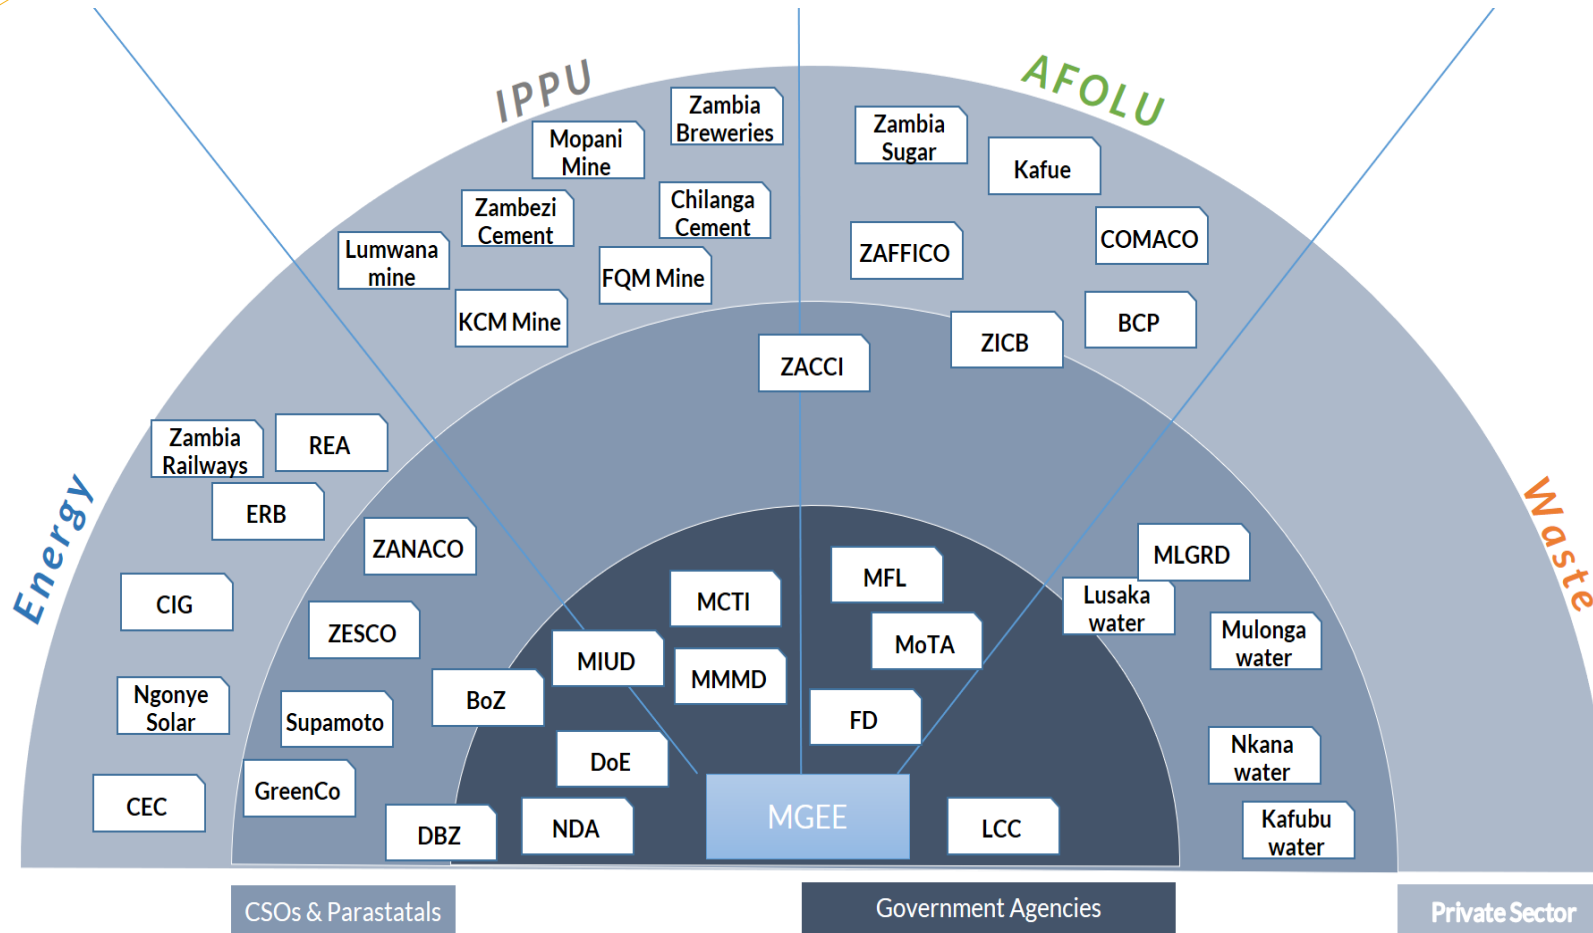 IPPU
AFOLU
Zambia
Breweries
Mopani
Mine
Zambia
Sugar
Kafue
Zambezi
Cement
Chilanga
Cement
Lumwana
mine
FQM Mine
KCM Mine
ZAFFICO
COMACO
ZACCI
ZICB
BCP
Energy
Waste
Zambia
Railways
REA
ERB
ZANACO
CIG
ZESCO
Ngonye
Solar
Supamoto
BoZ
CEC
GreenCo
DBZ
MCTI
MIUD
MMMD
DoE
NDA
MFL
MoTA
FD
MGEE
LCC
MLGRD
Lusaka
water
Mulonga
water
Nkana
water
Kafubu
water
CSOs & Parastatals
Government Agencies
Private Sector